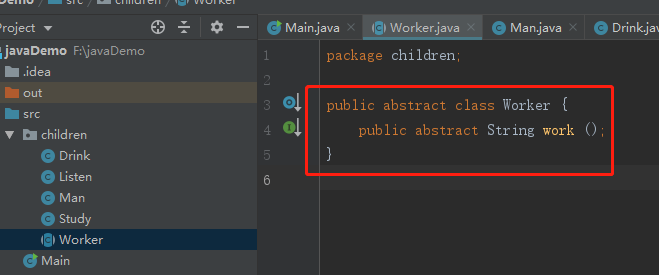 Demo
src
children
Worker
Project
Main.java
Worker.java
Man.java
Drink.java
javaDemo F:\javaDemo
.idea
out
src
children
Drink
Listen
Man
Study
Worker
Main
1 package children;
2
3 public abstract class Worker {
4 public abstract String work ();
5 }
6